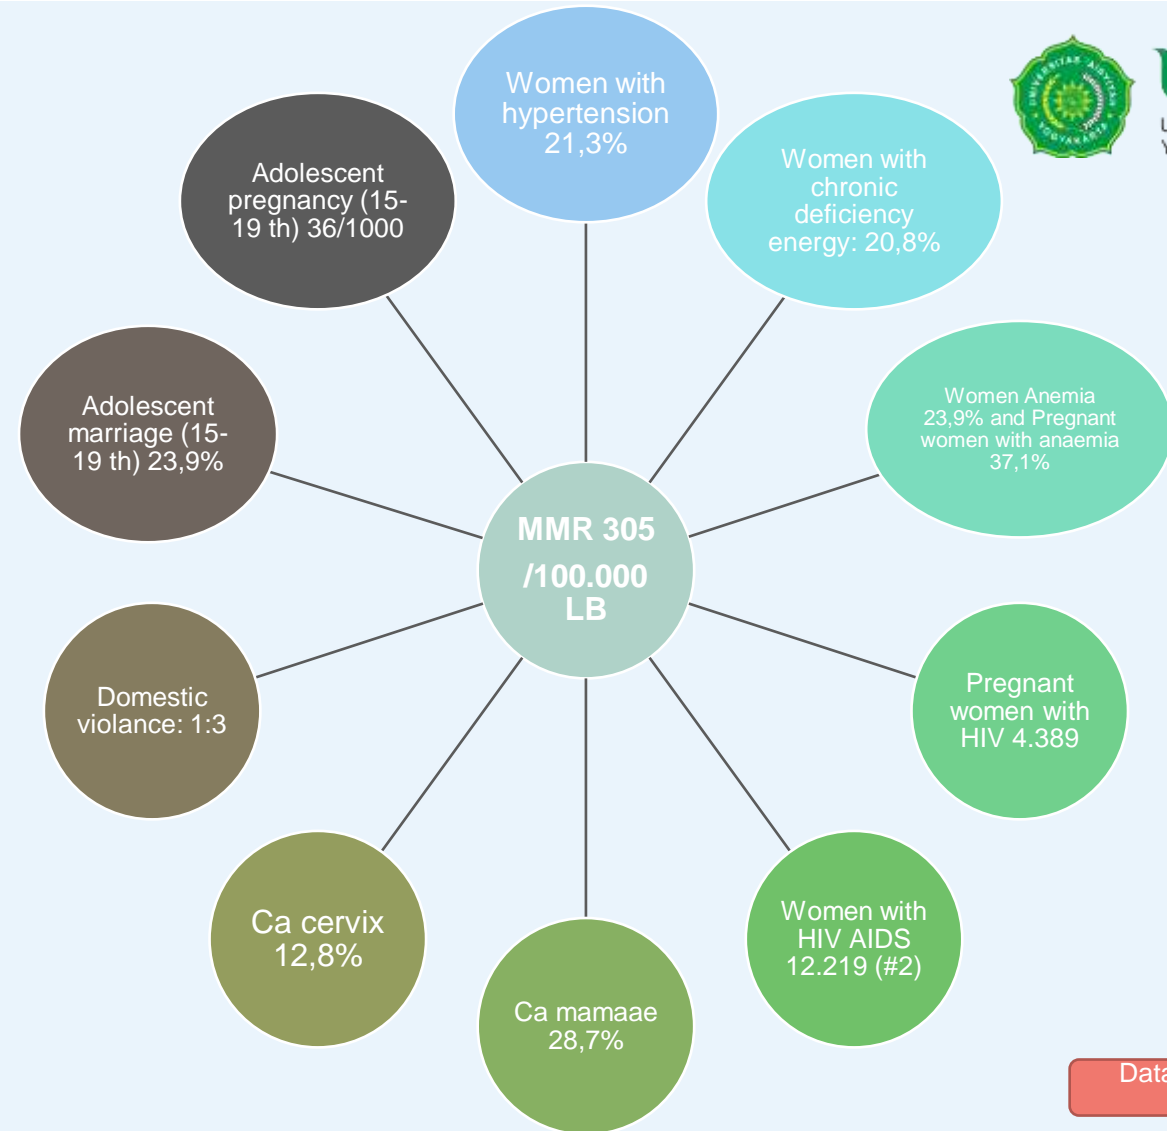 Women with
hypertension
21,3%
Women with
chronic
deficiency
energy: 20,8%
Women Anemia
23,9% and Pregnant
women with anaemia
37,1%
Pregnant
women with
HIV 4.389
Women with
HIV AIDS
12.219 (#2)
Ca mamaae
28,7%
Ca cervix
12,8%
Domestic
violance: 1:3
Adolescent
marriage (15-
19 th) 23,9%
Adolescent
pregnancy (15-
19 th) 36/1000
MMR 305
/100.000
LB
UNIVERSITAS 'AISYIYAH
YOGYAKARTA
Data